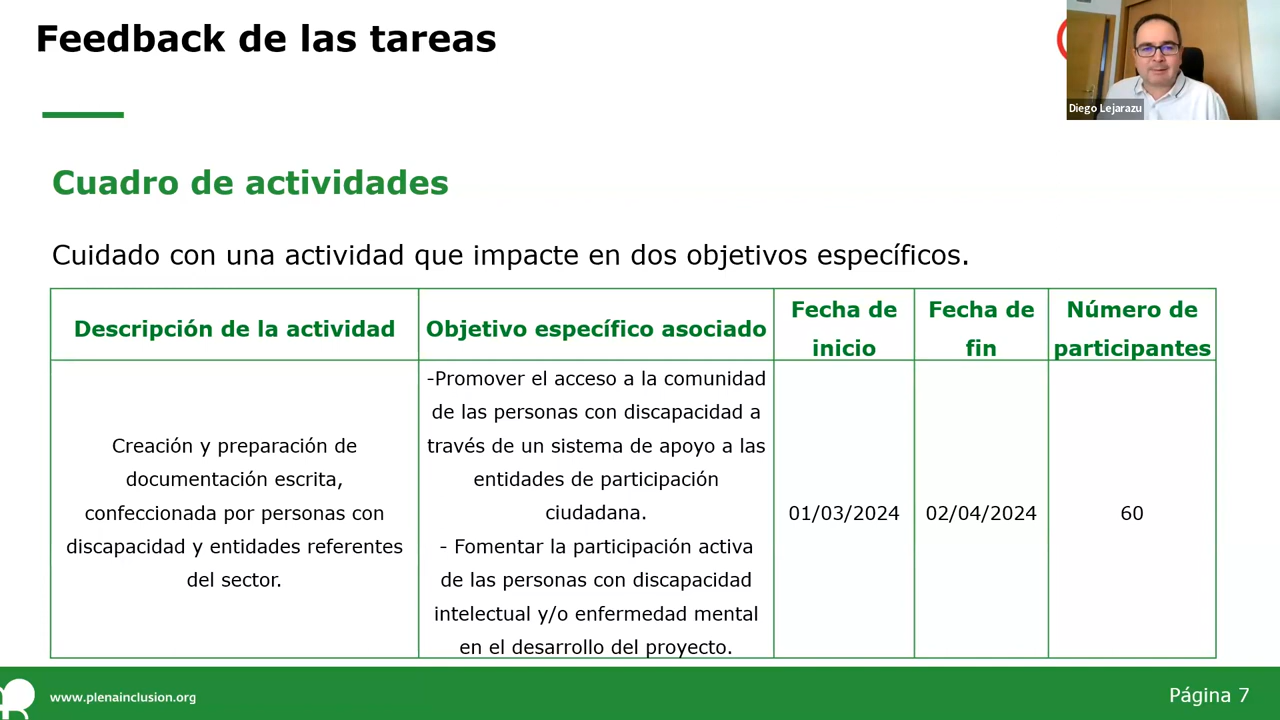 Feedback de las tareas
Diego Lejarazu
Cuadro de actividades
Cuidado con una actividad que impacte en dos objetivos específicos.
Descripción de la actividad
Objetivo específico asociado
Fecha de
inicio
Fecha de
fin
Número de
participantes
Creación y preparación de
documentación escrita,
confeccionada por personas con
discapacidad y entidades referentes
del sector.
-Promover el acceso a la comunidad
de las personas con discapacidad a
través de un sistema de apoyo a las
entidades de participación
ciudadana.
- Fomentar la participación activa
de las personas con discapacidad
intelectual y/o enfermedad mental
en el desarrollo del proyecto.
01/03/2024
02/04/2024
60
www.plenainclusion.org
Página 7